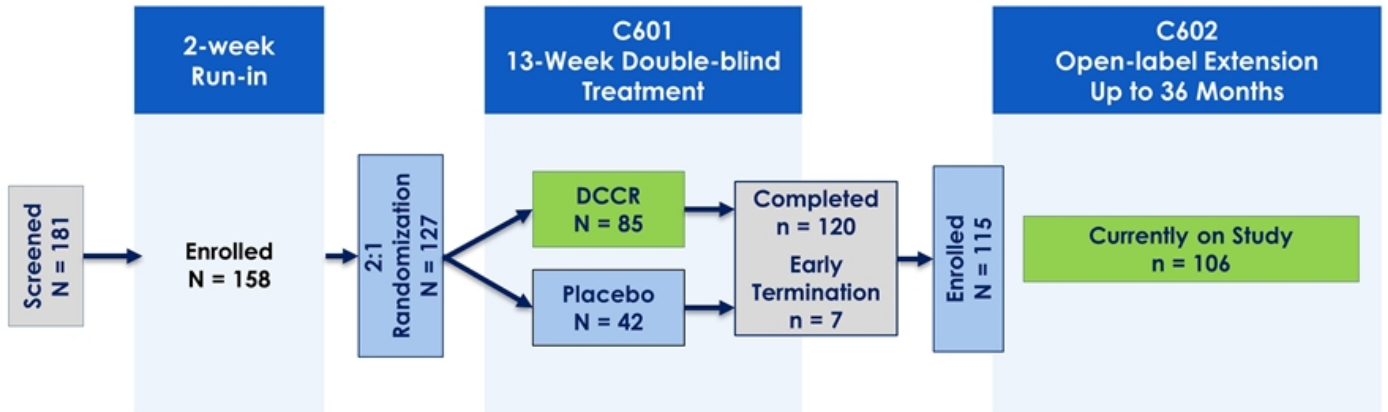 2-week
Run-in
C601
13-Week Double-blind
Treatment
C602
Open-label Extension
Up to 36 Months
Screened
N = 181
Enrolled
N = 158
2:1
Randomization
N = 127
DCCR
N = 85
Placebo
N = 42
Completed
n = 120
Early
Termination
n = 7
Enrolled
N = 115
Currently on Study
n = 106